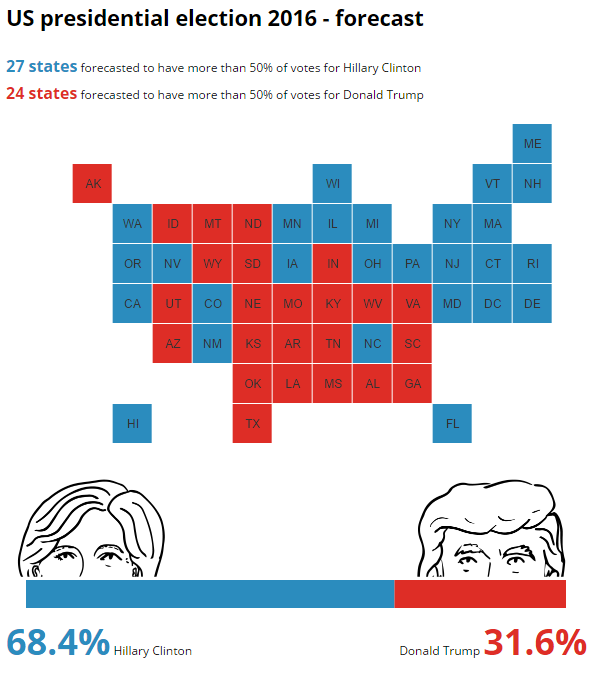 US presidential election 2016 - forecast
27 states forecasted to have more than 50% of votes for Hillary Clinton
24 states forecasted to have more than 50% of votes for Donald Trump
ME
AK WI VT NH
WA ID MT ND MN IL MI NY MA
OR NV WY SD IA IN OH PA NJ CT RI
CA UT CO NE MO KY WV VA MD DC DE
AZ NM KS AR TN NC SC
OK LA MS AL GA
HI TX FL
68.4% Hillary Clinton Donald Trump 31.6%